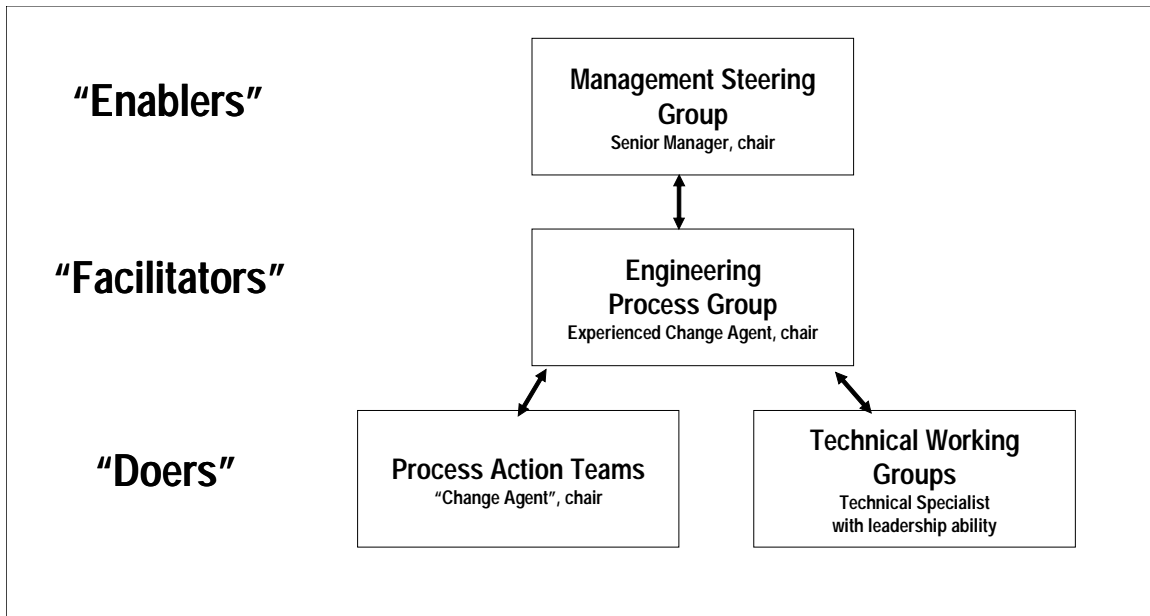 “Enablers”
Management Steering
Group
Senior Manager, chair
“Facilitators”
Engineering
Process Group
Experienced Change Agent, chair
“Doers”
Process Action Teams
“Change Agent”, chair
Technical Working
Groups
Technical Specialist
with leadership ability